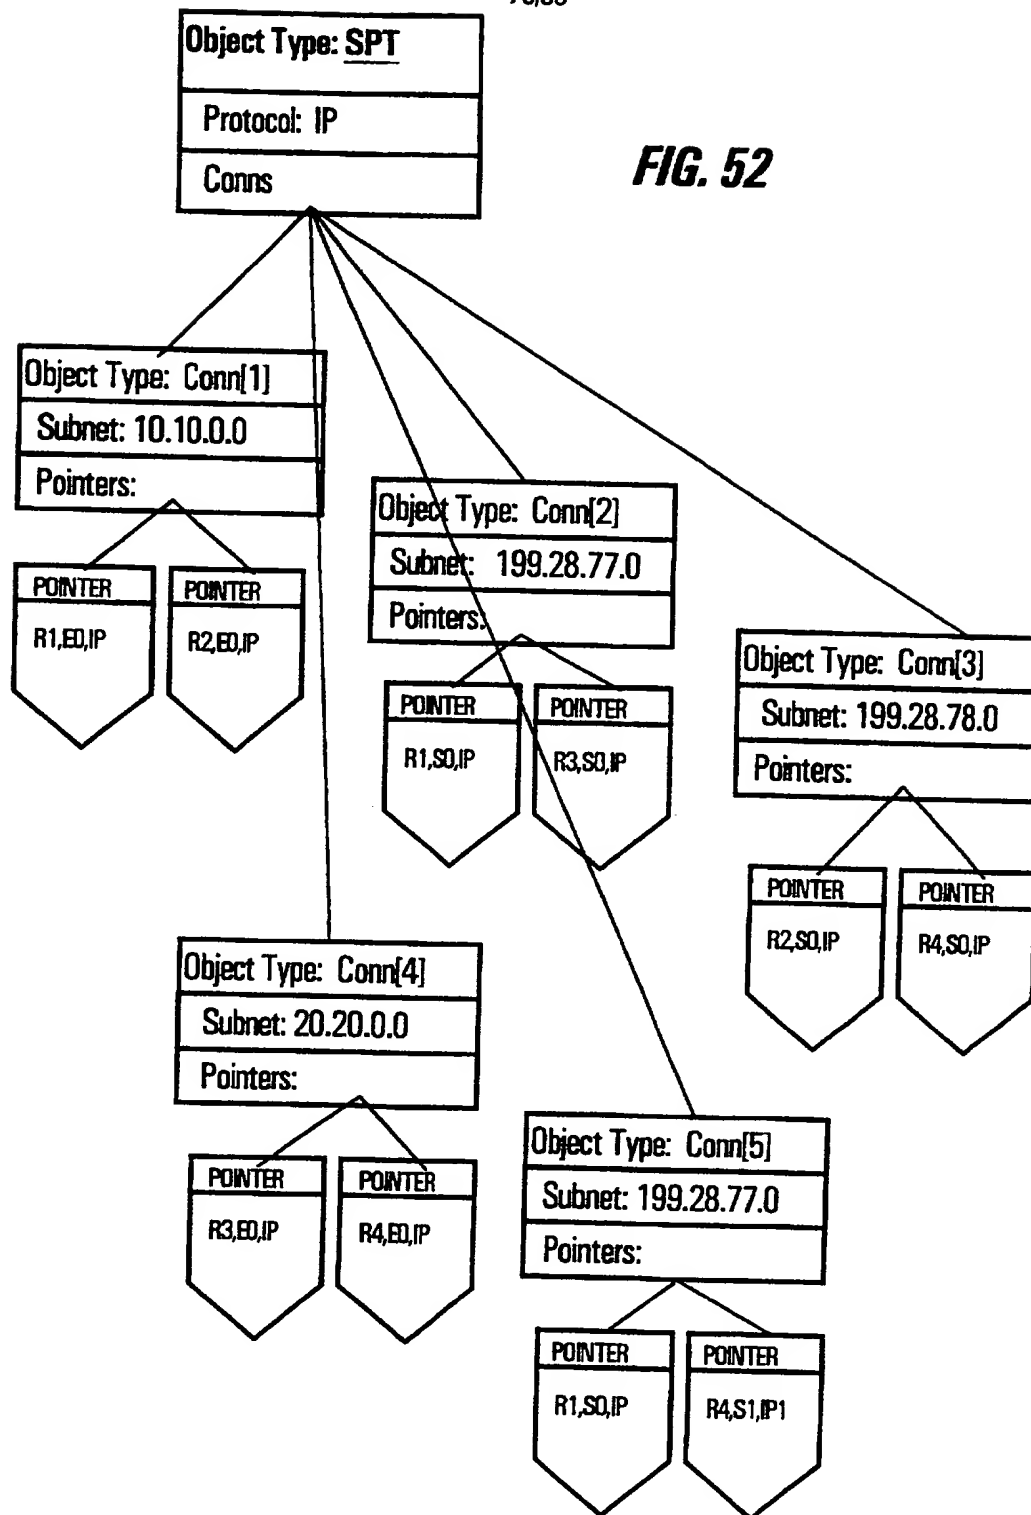 Object Type: SPT
Protocol: IP
Conns
FIG. 52
Object Type: Conn[1]
Subnet: 10.10.0.0
Pointers:
POINTER
R1,E0,IP
POINTER
R2,E0,IP
Object Type: Conn[2]
Subnet: 199.28.77.0
Pointers:
POINTER
R1,S0,IP
POINTER
R3,S0,IP
Object Type: Conn[3]
Subnet: 199.28.78.0
Pointers:
POINTER
R2,S0,IP
POINTER
R4,S0,IP
Object Type: Conn[4]
Subnet: 20.20.0.0
Pointers:
POINTER
R3,E0,IP
POINTER
R4,E0,IP
Object Type: Conn[5]
Subnet: 199.28.77.0
Pointers:
POINTER
R1,S0,IP
POINTER
R4,S1,IP1